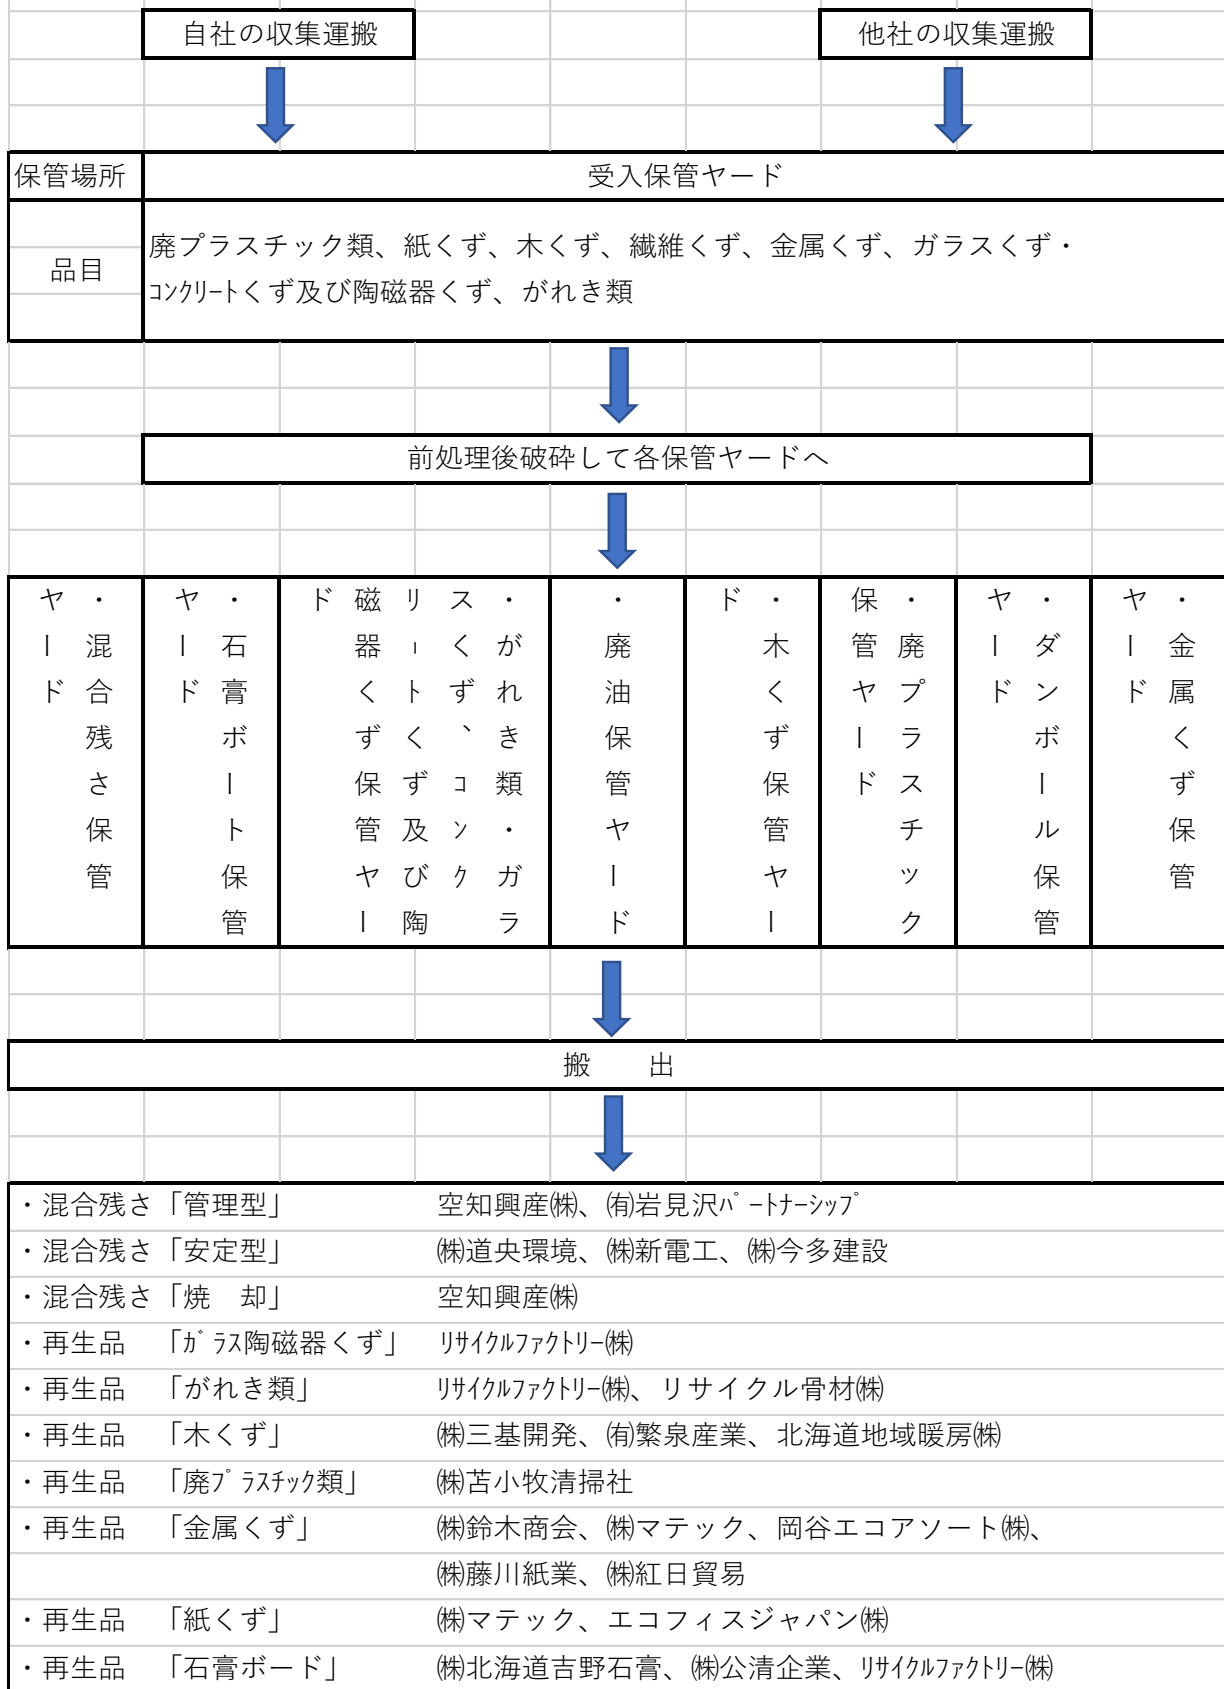 自社の収集運搬
他社の収集運搬
保管場所
受入保管ヤード
品目
廃プラスチック類、紙くず、木くず、繊維くず、金属くず、ガラスくず・
ｺﾝｸﾘｰﾄくず及び陶磁器くず、がれき類
前処理後破砕して各保管ヤードへ
・混合残さ保管
ヤード
・石膏ボート保管
ヤード
・がれき類・ガラ
スくず、ｺﾝｸ
ﾘｰﾄくず及び陶
磁器くず保管ヤー
ド
・廃油保管ヤード
・木くず保管ヤー
ド
・廃プラスチック
保管ヤード
・ダンボール保管
ヤード
・金属くず保管
ヤード
搬　出
・混合残さ「管理型」　空知興産㈱、㈲岩見沢ﾊﾟｰﾄﾅｰｼｯﾌﾟ
・混合残さ「安定型」　㈱道央環境、㈱新電工、㈱今多建設
・混合残さ「焼　却」　空知興産㈱
・再生品　「ｶﾞﾗｽ陶磁器くず」　ﾘｻｲｸﾙﾌｧｸﾄﾘｰ㈱
・再生品　「がれき類」　ﾘｻｲｸﾙﾌｧｸﾄﾘｰ㈱、リサイクル骨材㈱
・再生品　「木くず」　㈱三基開発、㈲繁泉産業、北海道地域暖房㈱
・再生品　「廃ﾌﾟﾗｽﾁｯｸ類」　㈱苫小牧清掃社
・再生品　「金属くず」　㈱鈴木商会、㈱マテック、岡谷エコアソート㈱、
㈱藤川紙業、㈱紅日貿易
・再生品　「紙くず」　㈱マテック、エコフィスジャパン㈱
・再生品　「石膏ボード」　㈱北海道吉野石膏、㈱公清企業、ﾘｻｲｸﾙﾌｧｸﾄﾘｰ㈱